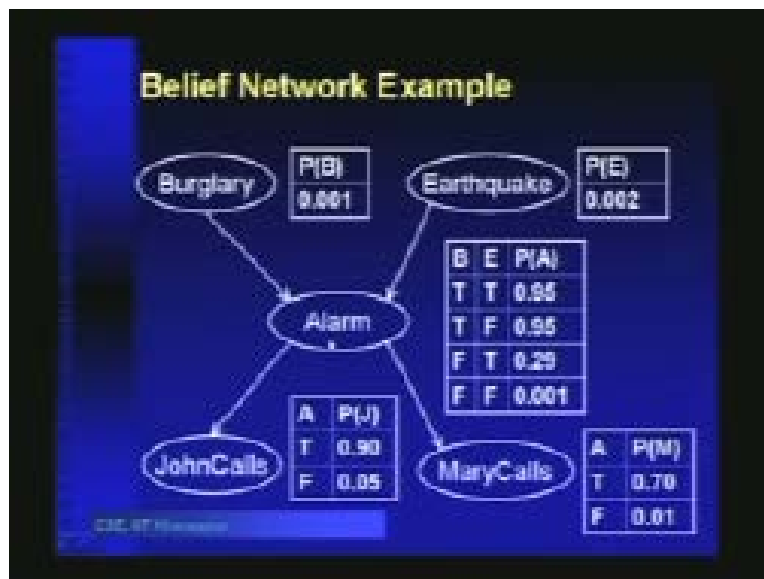 Belief Network Example
Burglary
P(B)
0.001
Earthquake
P(E)
0.002
B E P(A)
T T 0.95
T F 0.95
F T 0.29
F F 0.001
Alarm
A P(J)
T 0.90
F 0.05
JohnCalls
MaryCalls
A P(M)
T 0.70
F 0.01